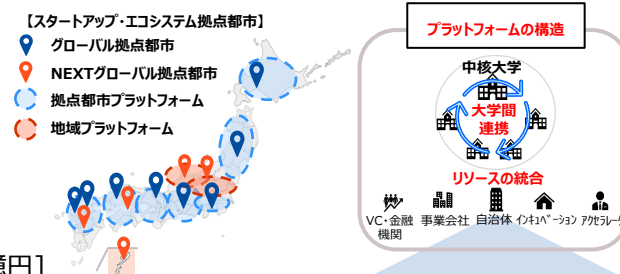 【スタートアップ・エコシステム拠点都市】
グローバル拠点都市
NEXTグローバル拠点都市
拠点都市プラットフォーム
地域プラットフォーム
億円]
プラットフォームの構造
中核大学
大学間
連携
リソースの統合
VC・金融
機関
事業会社
自治体
インキュベーション
アクセラレータ